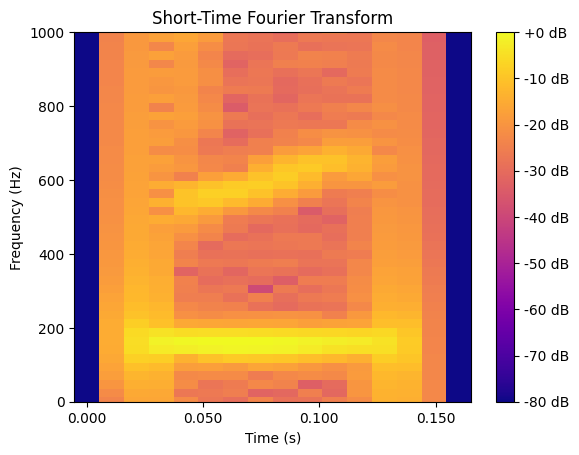 Short-Time Fourier Transform
1000
800
600
400
200
0
Frequency (Hz)
0.000
0.050
0.100
0.150
Time (s)
+0 dB
-10 dB
-20 dB
-30 dB
-40 dB
-50 dB
-60 dB
-70 dB
-80 dB